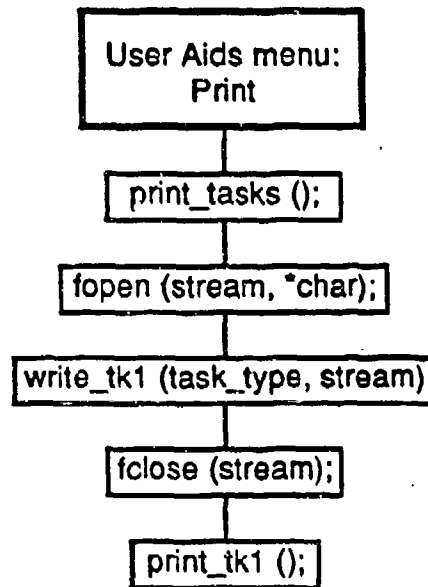 User Aids menu:
Print
print_tasks ();
fopen (stream, *char);
write_tk1 (task_type, stream)
fclose (stream);
print_tk1 ();